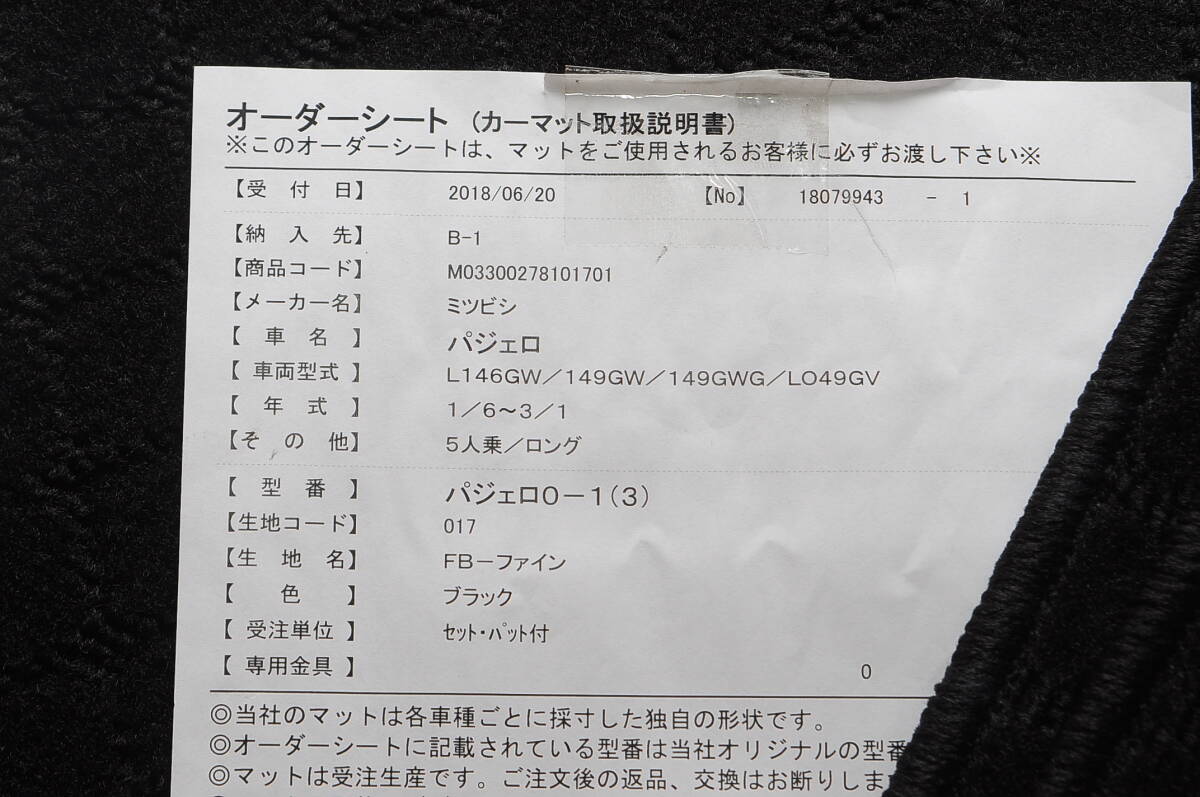 オーダーシート (カーマット取扱説明書)
※このオーダーシートは、マットをご使用されるお客様に必ずお渡し下さい※
【受 付 日】 2018/06/20 【No】 18079943 - 1
【納 入 先】 B-1
【商品コード】 M03300278101701
【メーカー名】 ミツビシ
【 車 名 】 パジェロ
【 車両型式 】 L146GW/149GW/149GWG/LO49GV
【 年 式 】 1/6~3/1
【そ の 他】 5人乗/ロング
【 型 番 】 パジェロ0-1(3)
【生地コード】 017
【生 地 名】 FB-ファイン
【 色 】 ブラック
【 受注単位 】 ｾｯﾄ・ﾊﾟｯﾄ付
【 専用金具 】 0
◎当社のマットは各車種ごとに採寸した独自の形状です。
◎オーダーシートに記載されている型番は当社オリジナルの型番
◎マットは受注生産です。ご注文後の返品、交換はお断りしま